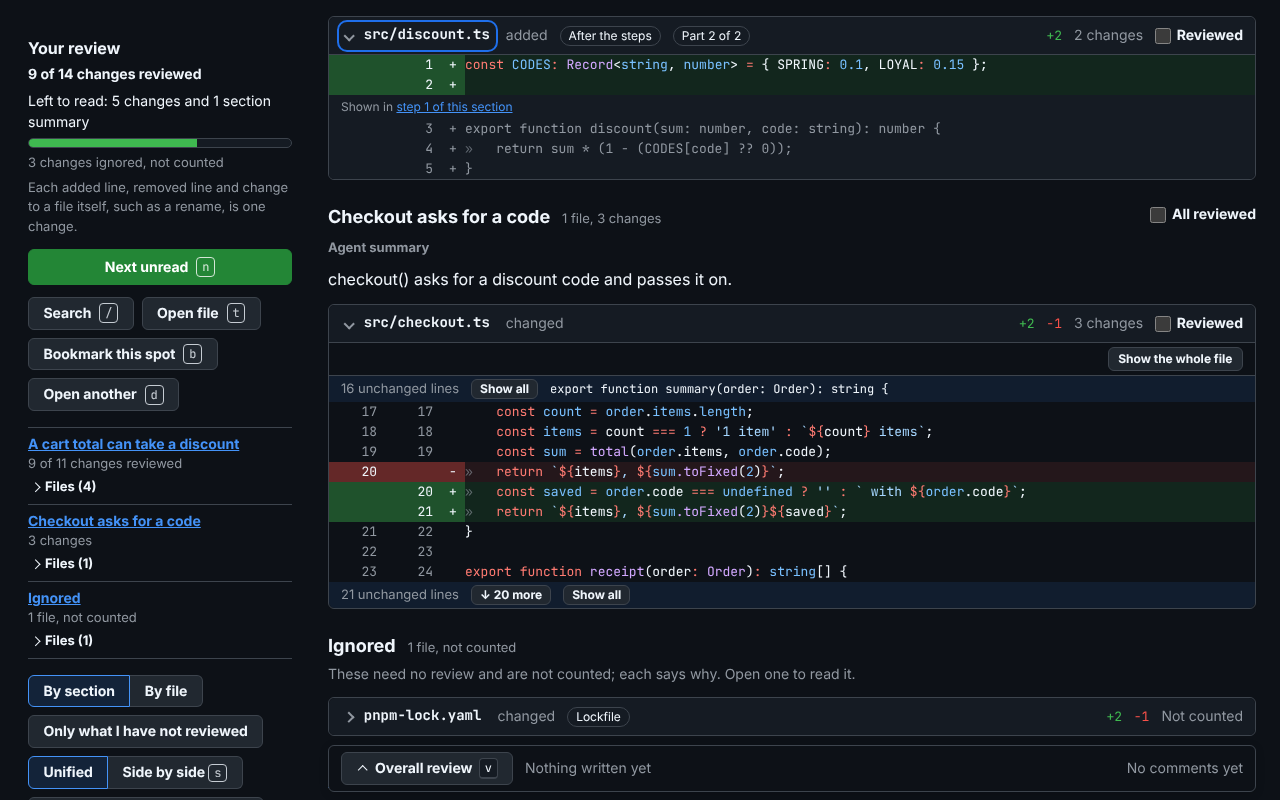 Your review
9 of 14 changes reviewed
Left to read: 5 changes and 1 section
summary
3 changes ignored, not counted
Each added line, removed line and change
to a file itself, such as a rename, is one
change.
Next unread n
Search / Open file t
Bookmark this spot b
Open another d
A cart total can take a discount
9 of 11 changes reviewed
Files (4)
Checkout asks for a code
3 changes
Files (1)
Ignored
1 file, not counted
Files (1)
By section By file
Only what I have not reviewed
Unified Side by side s
src/discount.ts added After the steps Part 2 of 2 +2 2 changes Reviewed
1 + const CODES: Record<string, number> = { SPRING: 0.1, LOYAL: 0.15 };
2 +
Shown in step 1 of this section
3 + export function discount(sum: number, code: string): number {
4 + » return sum * (1 - (CODES[code] ?? 0));
5 + }
Checkout asks for a code 1 file, 3 changes All reviewed
Agent summary
checkout() asks for a discount code and passes it on.
src/checkout.ts changed +2 -1 3 changes Reviewed
Show the whole file
16 unchanged lines Show all export function summary(order: Order): string {
17 17 const count = order.items.length;
18 18 const items = count === 1 ? '1 item' : `${count} items`;
19 19 const sum = total(order.items, order.code);
20 - » return `${items}, ${sum.toFixed(2)}`;
20 + » const saved = order.code === undefined ? '' : ` with ${order.code}`;
21 + » return `${items}, ${sum.toFixed(2)}${saved}`;
21 22 }
22 23
23 24 export function receipt(order: Order): string[] {
21 unchanged lines ↓ 20 more Show all
Ignored 1 file, not counted
These need no review and are not counted; each says why. Open one to read it.
pnpm-lock.yaml changed Lockfile +2 -1 Not counted
Overall review v Nothing written yet No comments yet